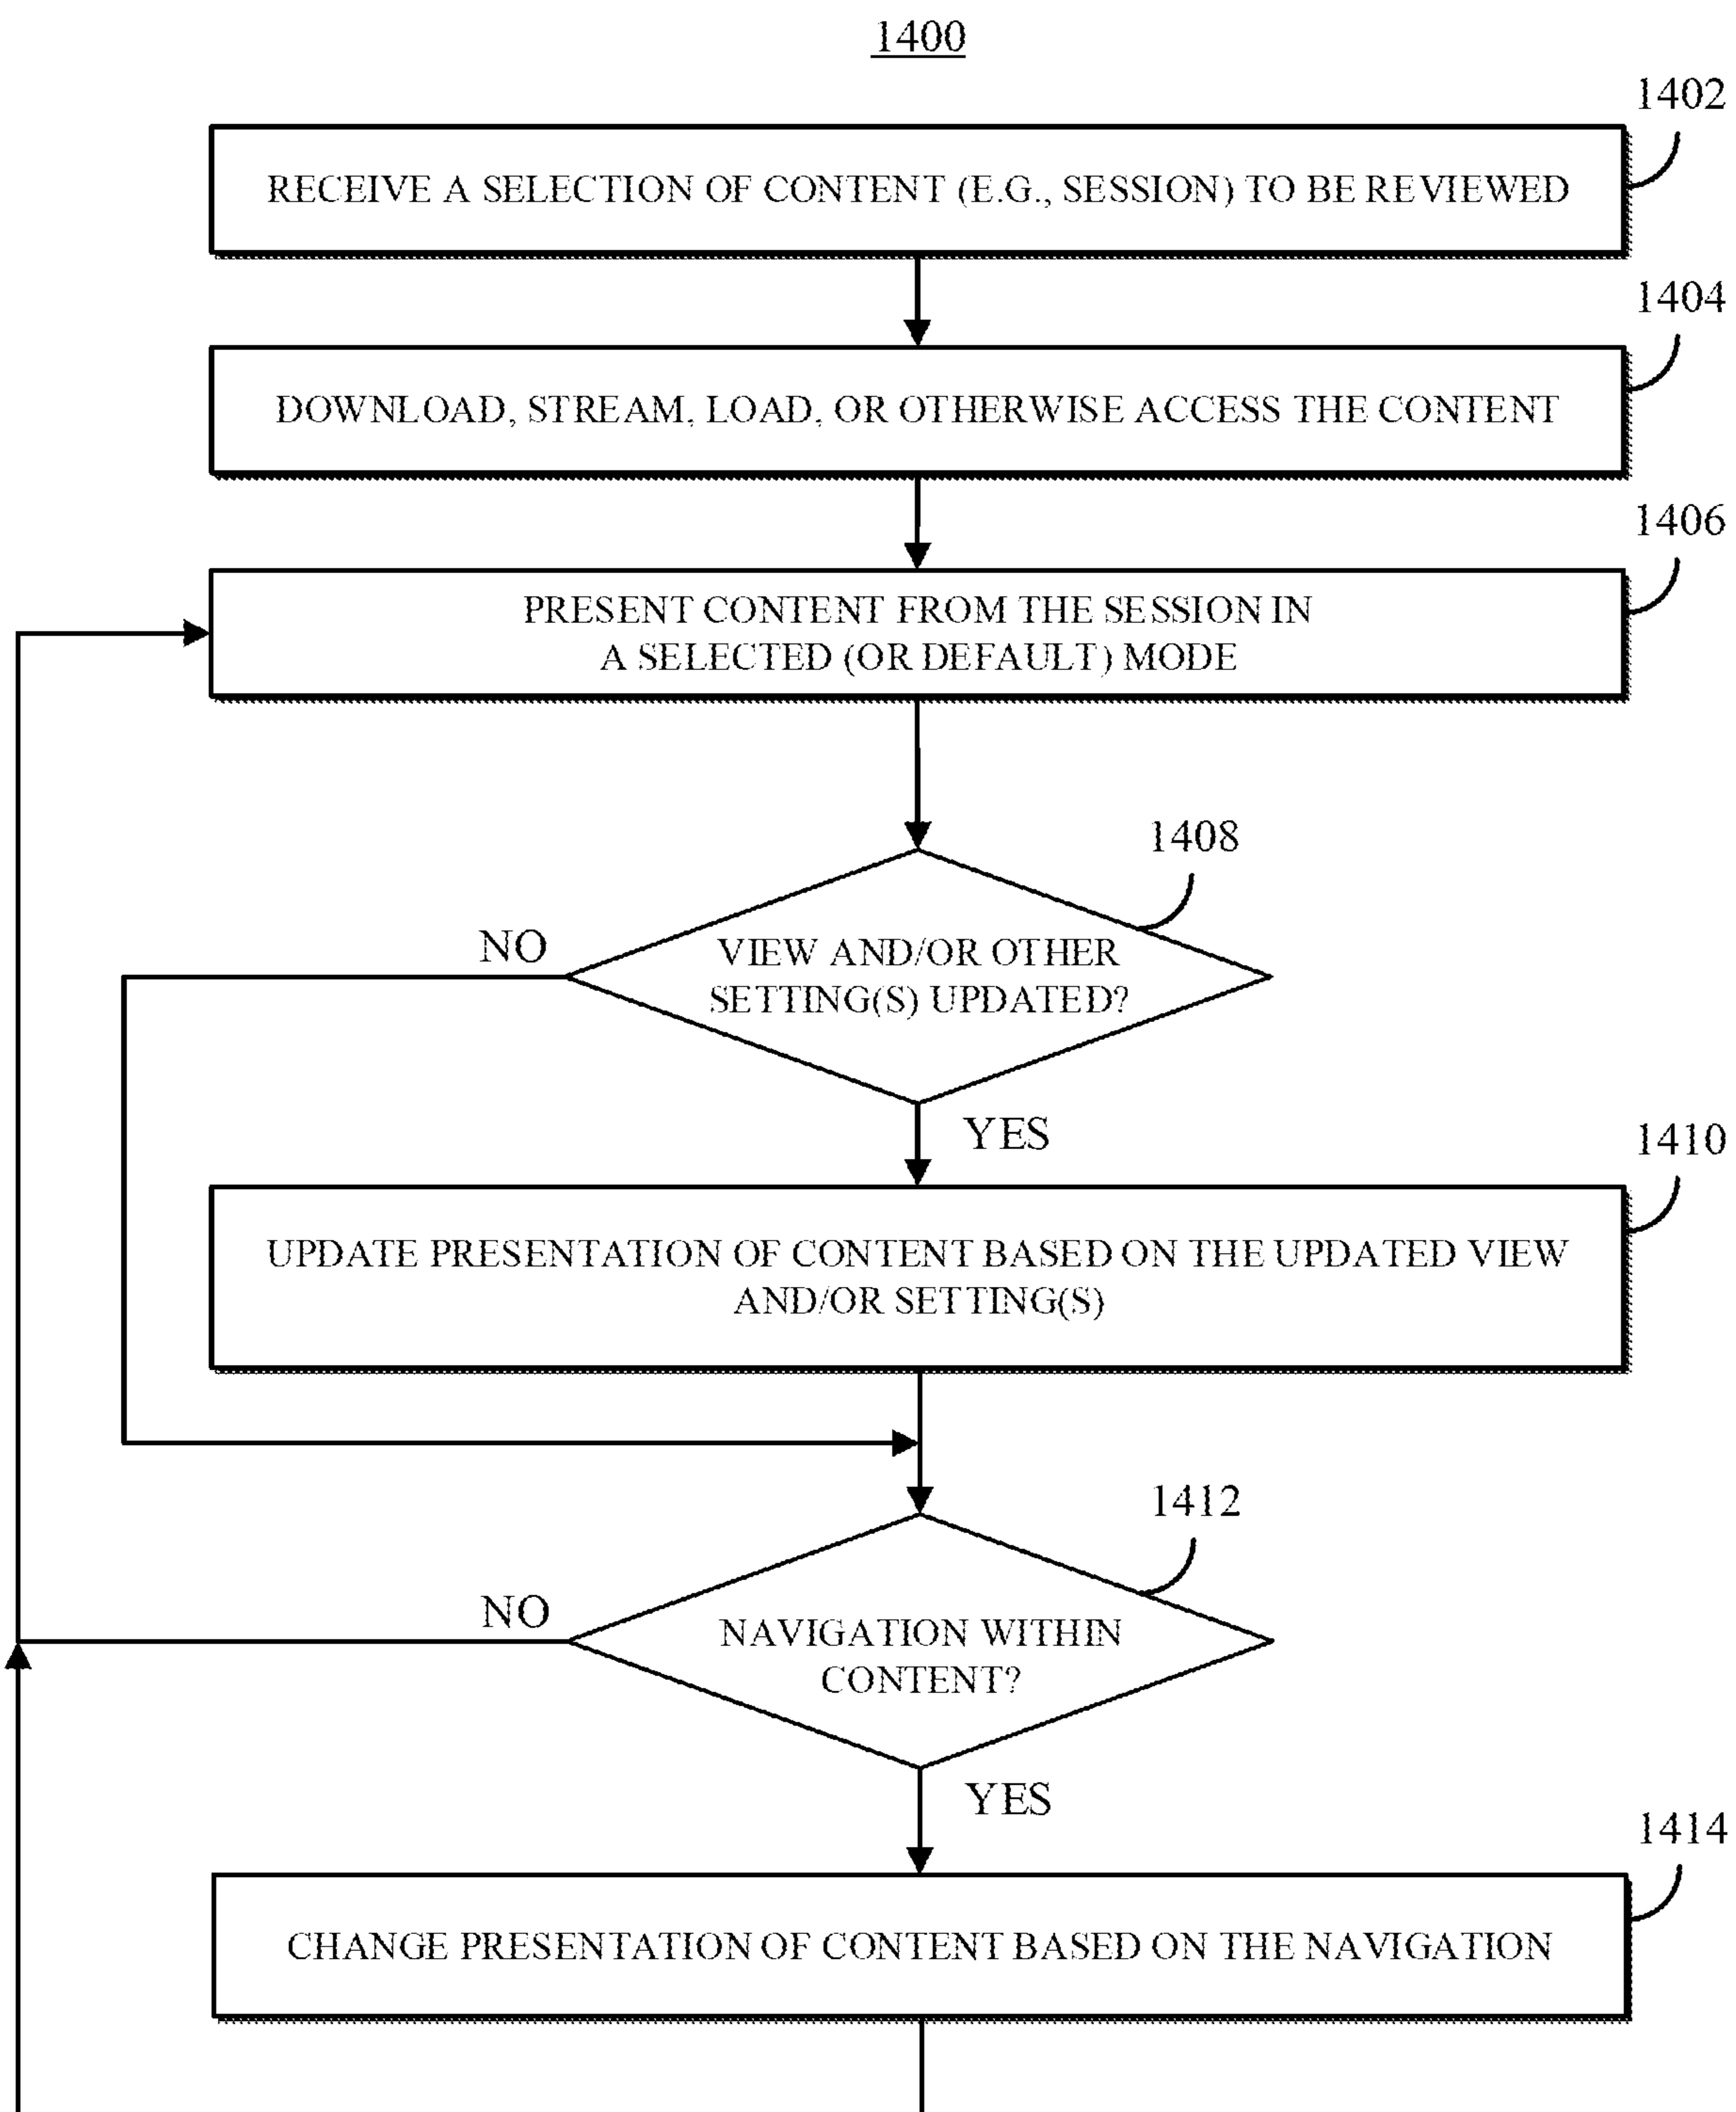 1400
1402
RECEIVE A SELECTION OF CONTENT (E.G., SESSION) TO BE REVIEWED
1404
DOWNLOAD, STREAM, LOAD, OR OTHERWISE ACCESS THE CONTENT
1406
PRESENT CONTENT FROM THE SESSION IN
A SELECTED (OR DEFAULT) MODE
1408
NO
VIEW AND/OR OTHER
SETTING(S) UPDATED?
YES
1410
UPDATE PRESENTATION OF CONTENT BASED ON THE UPDATED VIEW
AND/OR SETTING(S)
1412
NO
NAVIGATION WITHIN
CONTENT?
YES
1414
CHANGE PRESENTATION OF CONTENT BASED ON THE NAVIGATION